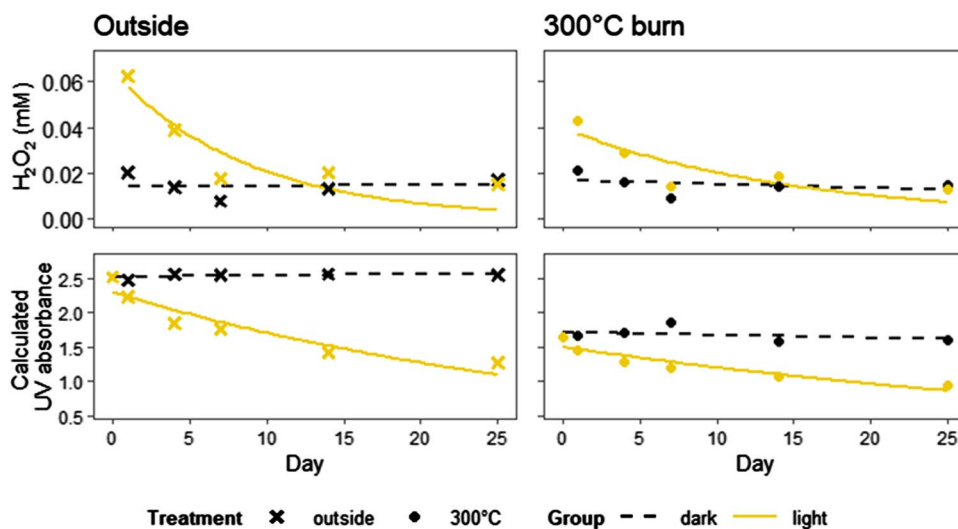 Outside 300°C burn
H₂O₂ (mM)
0.06
0.04
0.02
0.00
Calculated
UV absorbance
2.5
2.0
1.5
1.0
0.5
0 5 10 15 20 25 0 5 10 15 20 25
Day Day
Treatment outside 300°C Group dark light